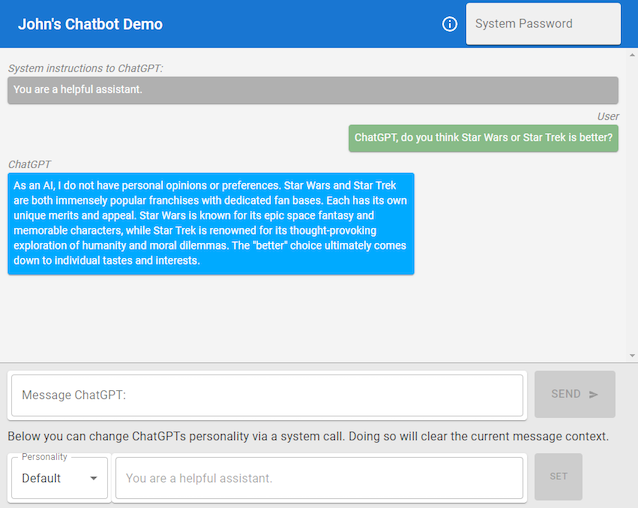 John's Chatbot Demo
System Password
System instructions to ChatGPT:
You are a helpful assistant.
User
ChatGPT, do you think Star Wars or Star Trek is better?
ChatGPT
As an AI, I do not have personal opinions or preferences. Star Wars and Star Trek
are both immensely popular franchises with dedicated fan bases. Each has its own
unique merits and appeal. Star Wars is known for its epic space fantasy and
memorable characters, while Star Trek is renowned for its thought-provoking
exploration of humanity and moral dilemmas. The "better" choice ultimately comes
down to individual tastes and interests.
Message ChatGPT:
SEND
Below you can change ChatGPTs personality via a system call. Doing so will clear the current message context.
Personality
Default
You are a helpful assistant.
SET